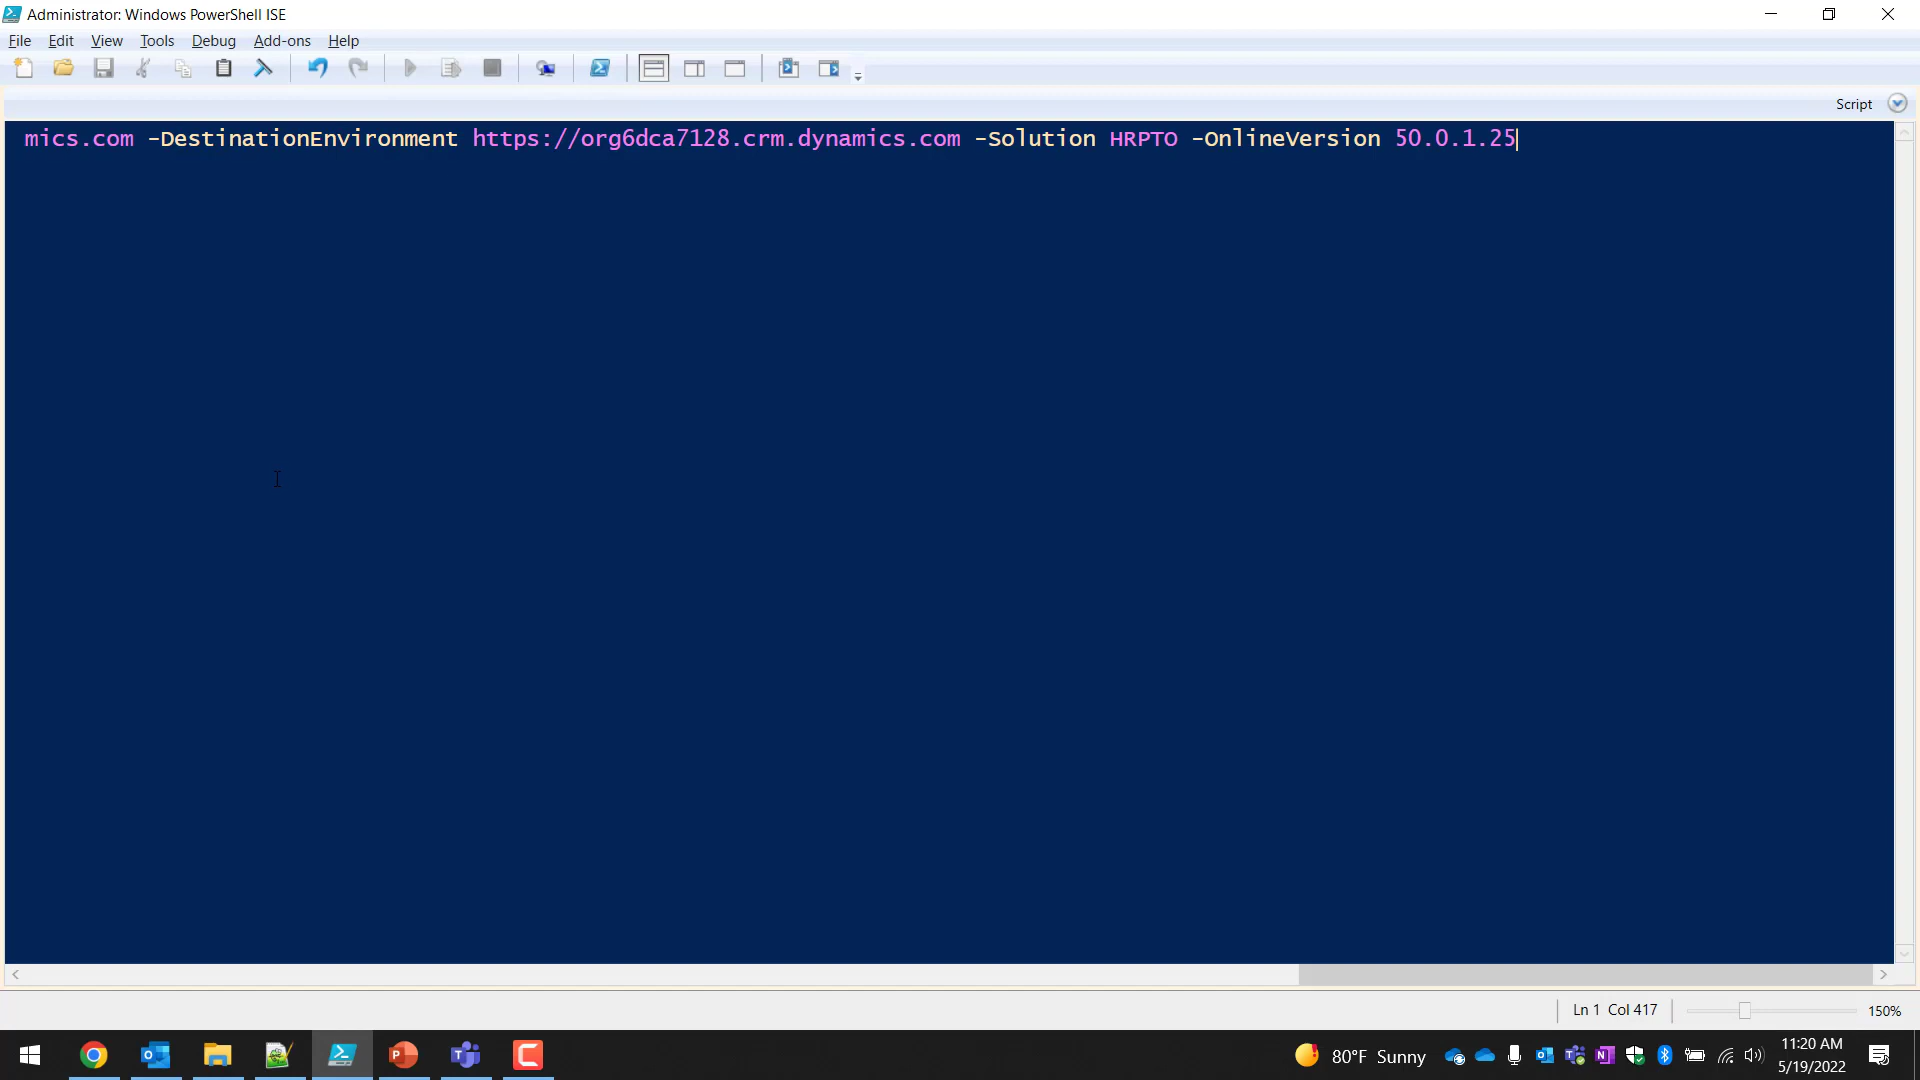 Administrator: Windows PowerShell ISE
File Edit View Tools Debug Add-ons Help
Script
mics.com -DestinationEnvironment https://org6dca7128.crm.dynamics.com -Solution HRPTO -OnlineVersion 50.0.1.25
Ln 1 Col 417
150%
80°F Sunny
11:20 AM
5/19/2022